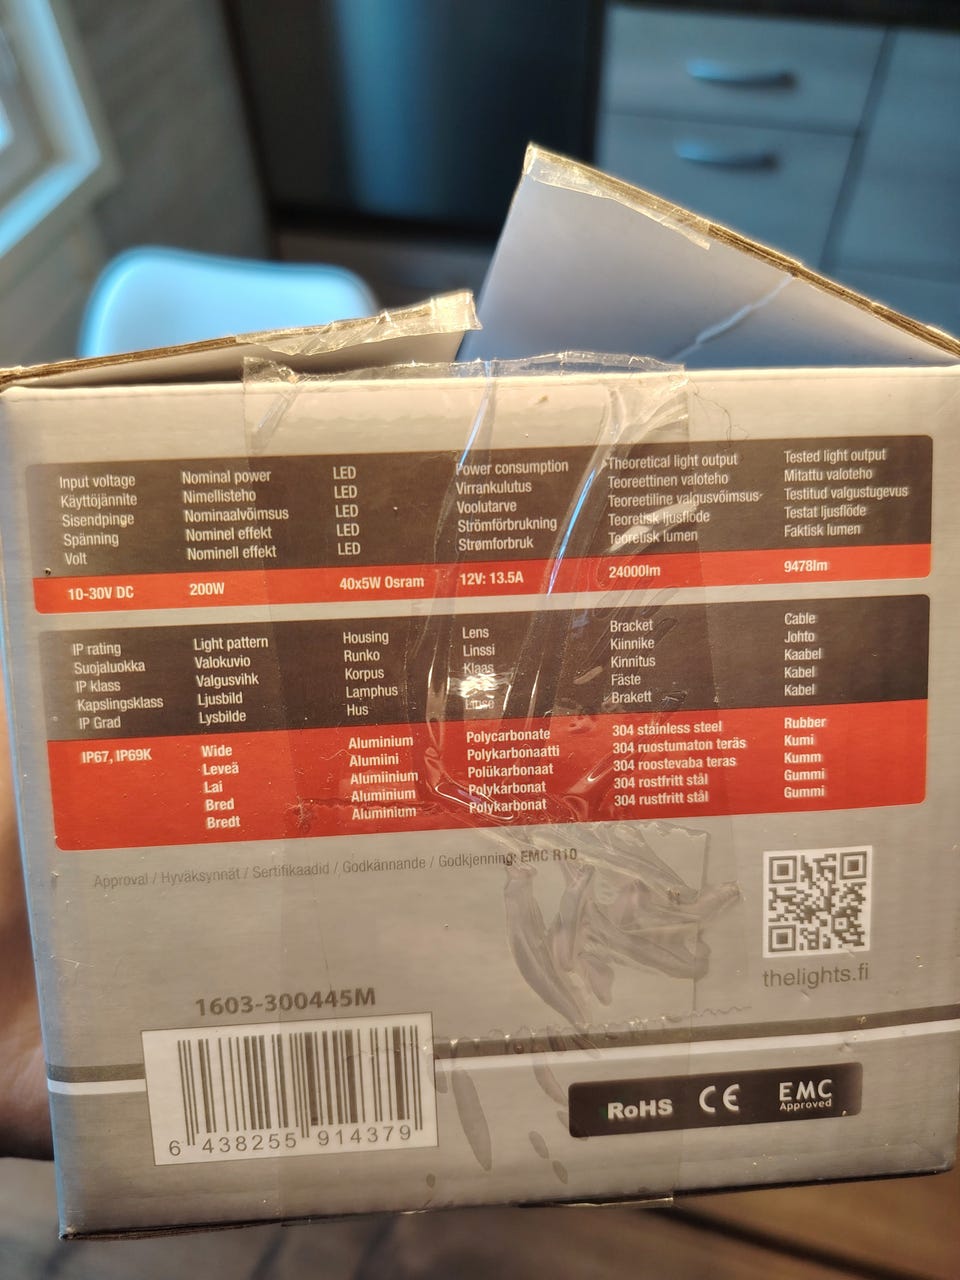 Input voltage
Käyttöjännite
Sisendpinge
Spänning
Volt
10-30V DC
Nominal power
Nimellisteho
Nominaalvõimsus
Nominel effekt
Nominell effekt
200W
LED
LED
LED
LED
LED
40x5W Osram
Power consumption
Virrankulutus
Voolutarve
Strömförbrukning
Strømforbruk
12V: 13.5A
Theoretical light output
Teoreettinen valoteho
Teoreetiline valgusvõimsus
Teoretisk ljusflöde
Teoretisk lumen
24000lm
Tested light output
Mitattu valoteho
Testitud valgustugevus
Testat ljusflöde
Faktisk lumen
9478lm
IP rating
Suojaluokka
IP klass
Kapslingsklass
IP Grad
IP67, IP69K
Light pattern
Valokuvio
Valgusvihk
Ljusbild
Lysbilde
Wide
Leveä
Lai
Bred
Bredt
Housing
Runko
Korpus
Lamphus
Hus
Aluminium
Alumiini
Alumiinium
Aluminium
Aluminium
Lens
Linssi
Klaas
Linse
Polycarbonate
Polykarbonaatti
Polükarbonaat
Polykarbonat
Polykarbonat
Bracket
Kiinnike
Kinnitus
Fäste
Brakett
304 stainless steel
304 ruostumaton teräs
304 roostevaba teras
304 rostfritt stål
304 rustfritt stål
Cable
Johto
Kaabel
Kabel
Kabel
Rubber
Kumi
Kumm
Gummi
Gummi
Approval / Hyväksynnät / Sertifikaadid / Godkännande / Godkjenning: EMC R10
thelights.fi
1603-300445M
6 438255 914379
RoHS CE EMC
Approved